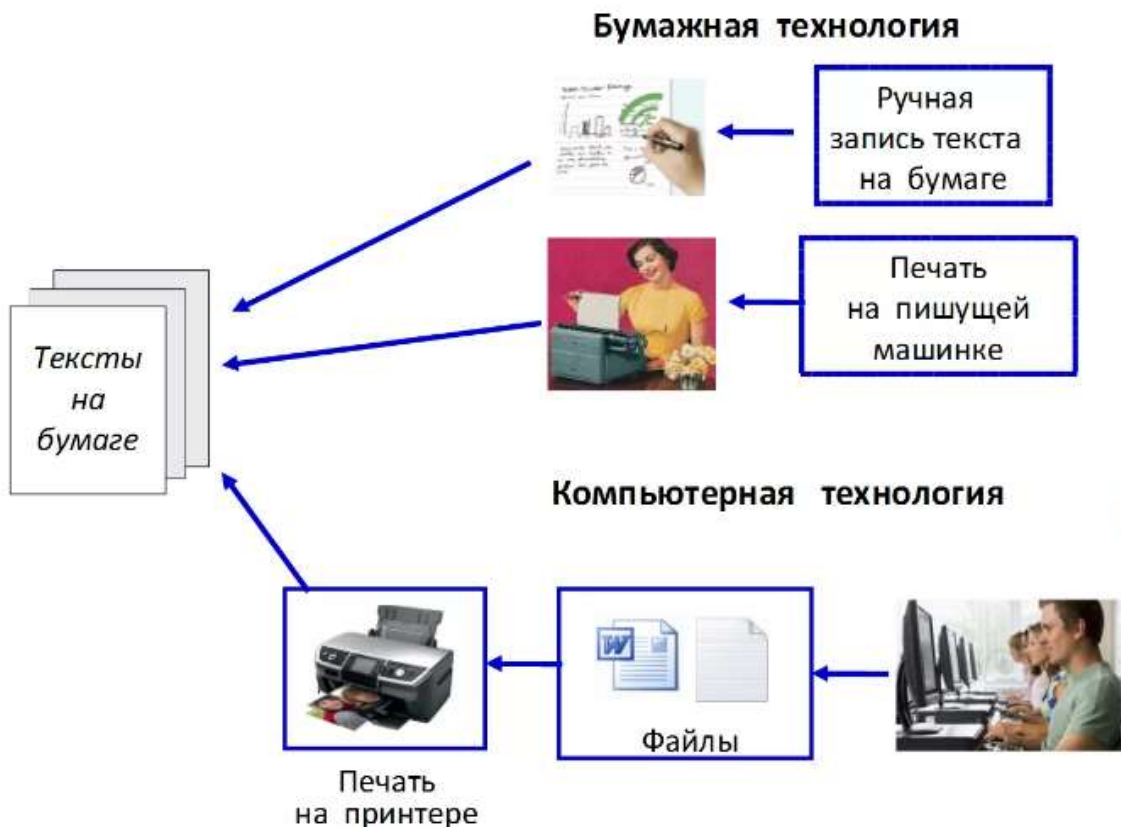 Бумажная технология
Ручная
запись текста
на бумаге
Печать
на пишущей
машинке
Тексты
на
бумаге
Компьютерная технология
W
Файлы
Печать
на принтере